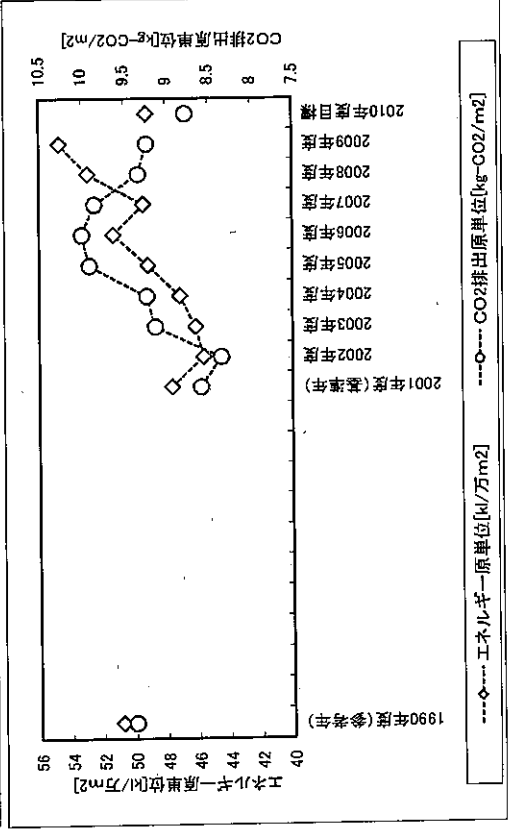 エネルギー原単位[kl/万m2]
56
54
52
50
48
46
44
42
40
CO2排出原単位[kg-CO2/m2]
10.5
10
9.5
9
8.5
8
7.5
1990年度(参考年)
2001年度(基準年)
2002年度
2003年度
2004年度
2005年度
2006年度
2007年度
2008年度
2009年度
2010年度目標
---◇--- エネルギー原単位[kl/万m2]
---○--- CO2排出原単位[kg-CO2/m2]